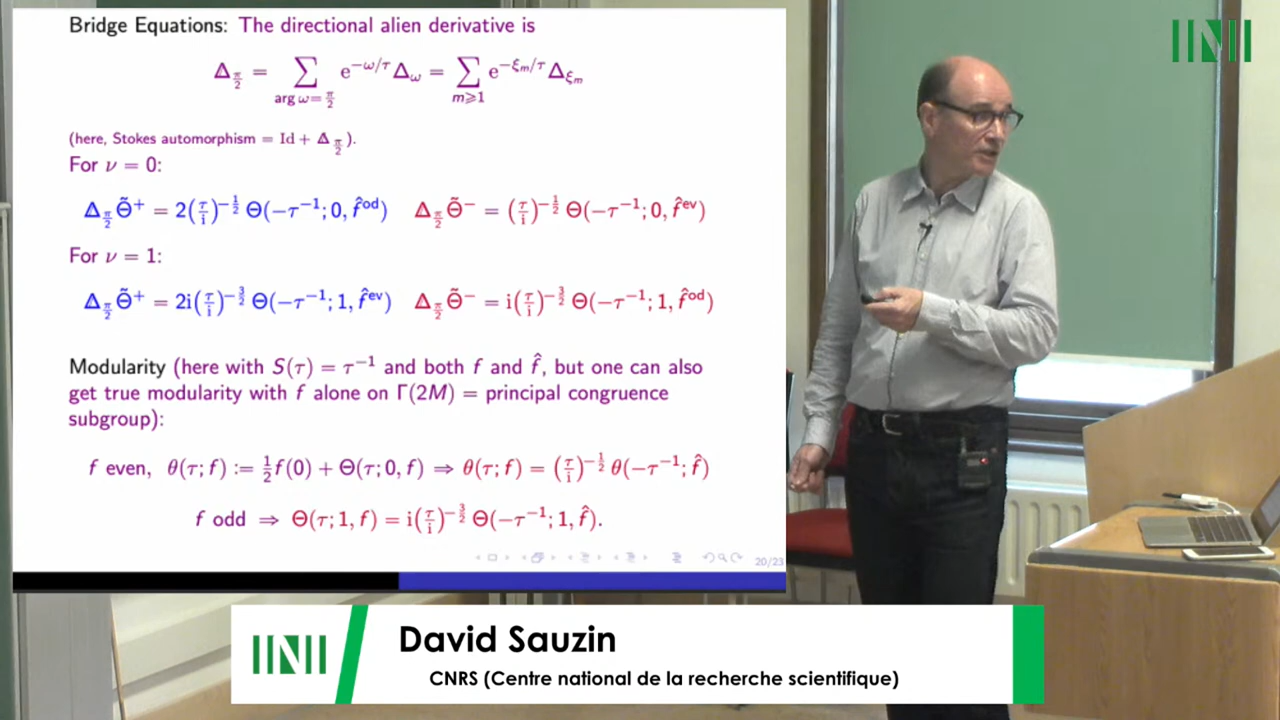 Bridge Equations: The directional alien derivative is
Δ_{π/2} = ∑_{arg ω=π/2} e^{−ω/τ} Δ_ω = ∑_{m⩾1} e^{−ξ_m/τ} Δ_{ξ_m}
(here, Stokes automorphism = Id + Δ_{π/2}).
For ν = 0:
Δ_{π/2} Θ̃⁺ = 2(τ/i)^{−1/2} Θ(−τ⁻¹; 0, f̂^{od}) Δ_{π/2} Θ̃⁻ = (τ/i)^{−1/2} Θ(−τ⁻¹; 0, f̂^{ev})
For ν = 1:
Δ_{π/2} Θ̃⁺ = 2i(τ/i)^{−3/2} Θ(−τ⁻¹; 1, f̂^{ev}) Δ_{π/2} Θ̃⁻ = i(τ/i)^{−3/2} Θ(−τ⁻¹; 1, f̂^{od})
Modularity (here with S(τ) = τ⁻¹ and both f and f̂, but one can also
get true modularity with f alone on Γ(2M) = principal congruence
subgroup):
f even, θ(τ; f) := ½f(0) + Θ(τ; 0, f) ⇒ θ(τ; f) = (τ/i)^{−1/2} θ(−τ⁻¹; f̂)
f odd ⇒ Θ(τ; 1, f) = i(τ/i)^{−3/2} Θ(−τ⁻¹; 1, f̂).
20/23
David Sauzin
CNRS (Centre national de la recherche scientifique)